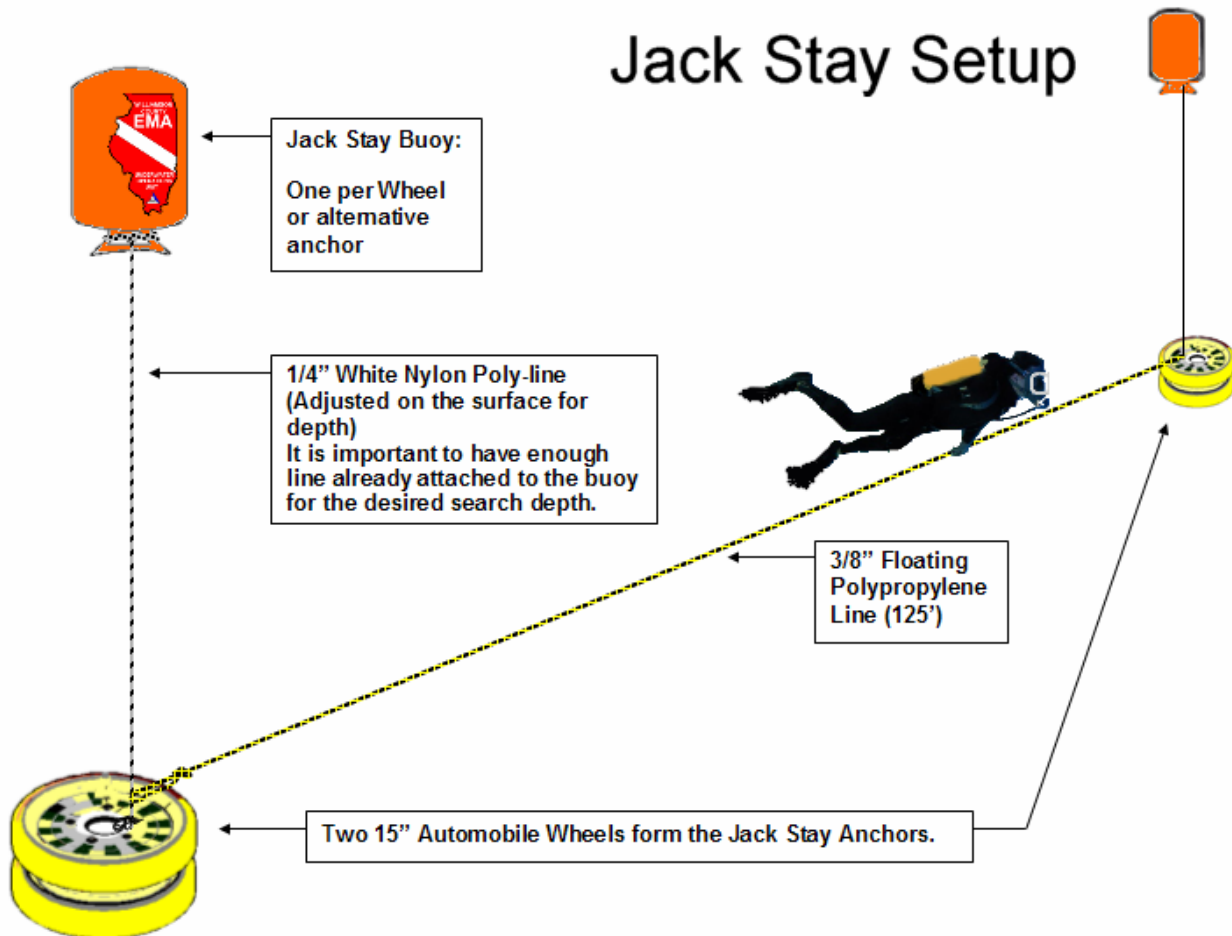 Jack Stay Setup
WILLIAMSON
COUNTY
EMA
UNDERWATER
Jack Stay Buoy:
One per Wheel
or alternative
anchor
1/4” White Nylon Poly-line
(Adjusted on the surface for
depth)
It is important to have enough
line already attached to the buoy
for the desired search depth.
3/8” Floating
Polypropylene
Line (125’)
Two 15” Automobile Wheels form the Jack Stay Anchors.